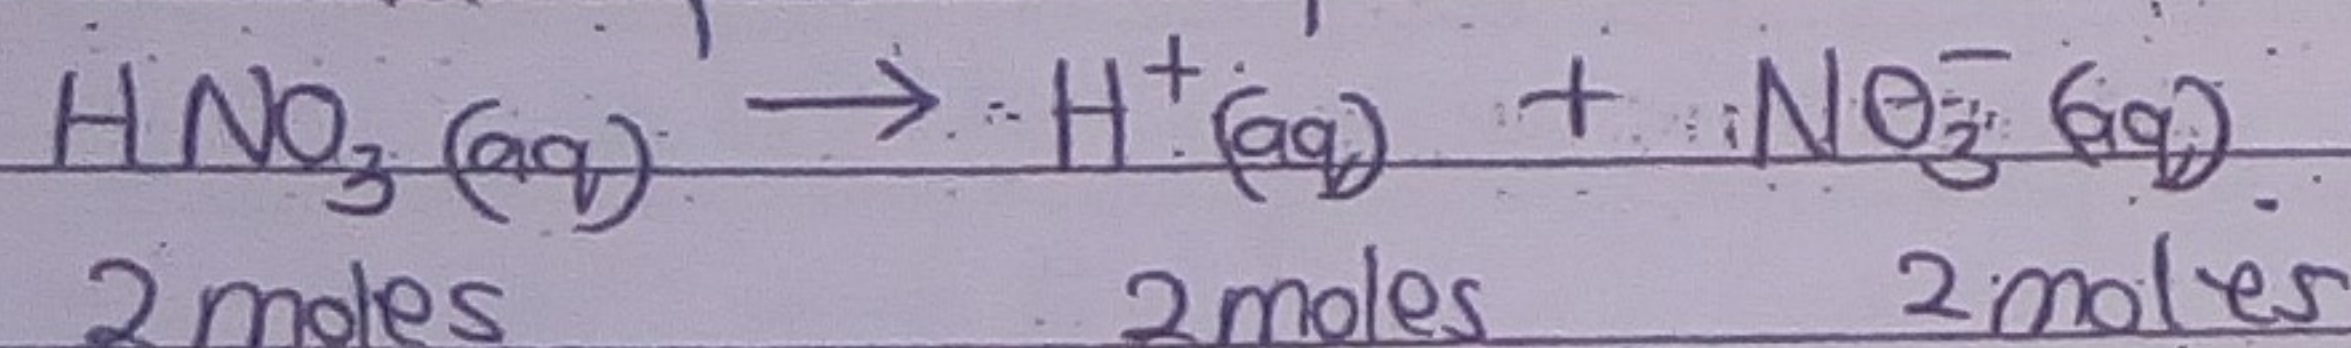 HNO₃ (aq) → H⁺ (aq) + NO₃⁻ (aq)
2 moles 2 moles 2 moles